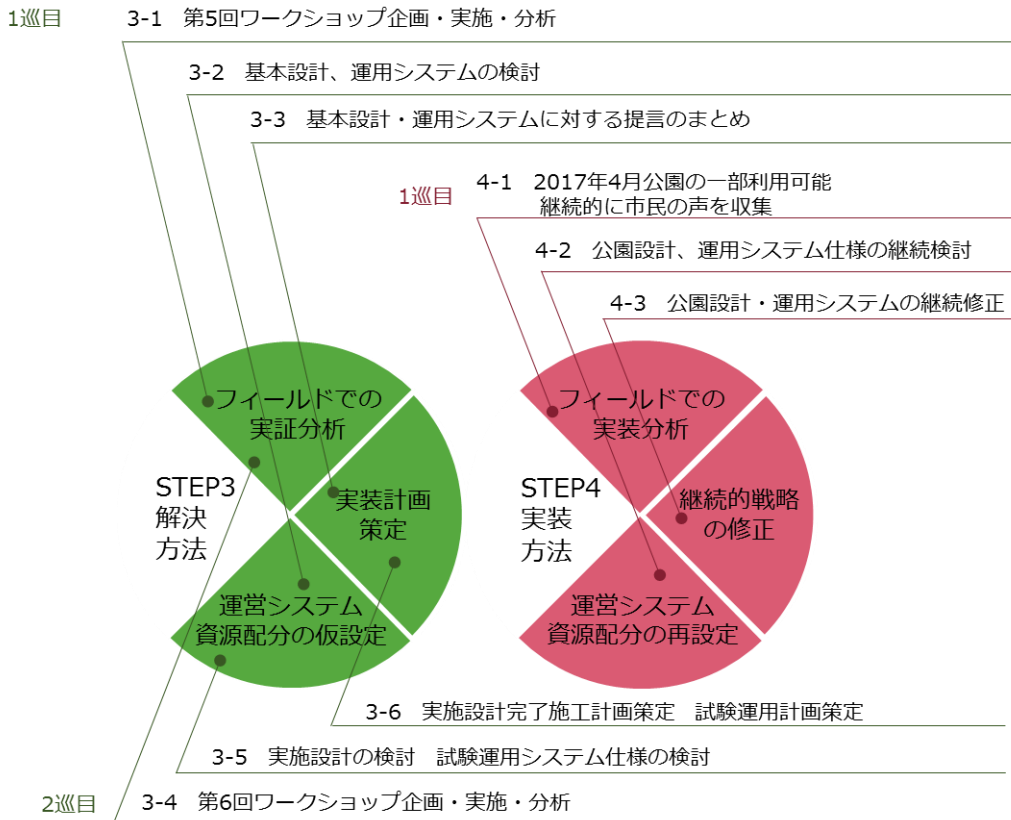 1巡目 3-1 第5回ワークショップ企画・実施・分析
3-2 基本設計、運用システムの検討
3-3 基本設計・運用システムに対する提言のまとめ
1巡目 4-1 2017年4月公園の一部利用可能
継続的に市民の声を収集
4-2 公園設計、運用システム仕様の継続検討
4-3 公園設計・運用システムの継続修正
フィールドでの
実証分析
STEP3
解決
方法
実装計画
策定
運営システム
資源配分の仮設定
フィールドでの
実装分析
STEP4
実装
方法
継続的戦略
の修正
運営システム
資源配分の再設定
3-6 実施設計完了施工計画策定 試験運用計画策定
3-5 実施設計の検討 試験運用システム仕様の検討
2巡目 3-4 第6回ワークショップ企画・実施・分析